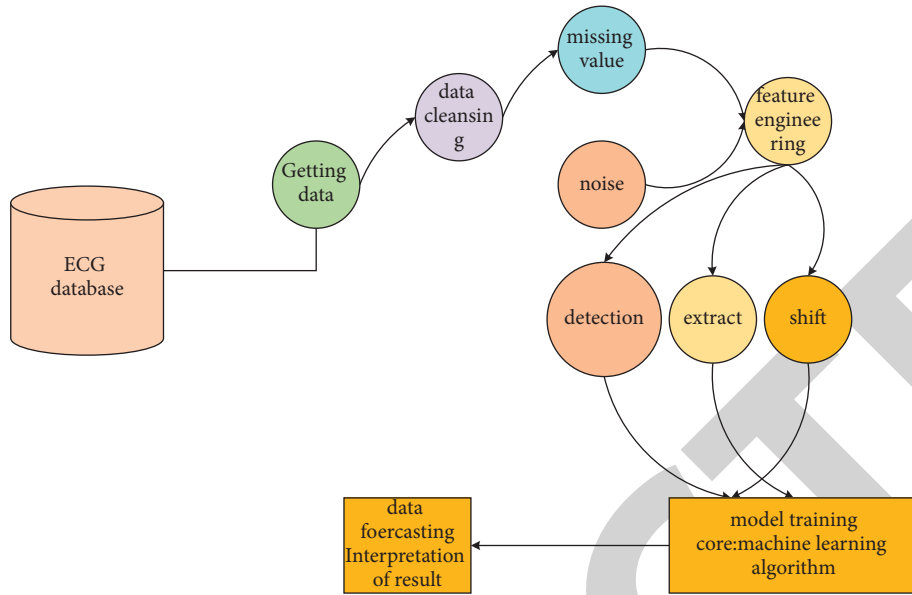 missing
value
data
cleansin
g
feature
enginee
ring
Getting
data
noise
ECG
database
detection
extract
shift
data
foercasting
Interpretation
of result
model training
core:machine learning
algorithm